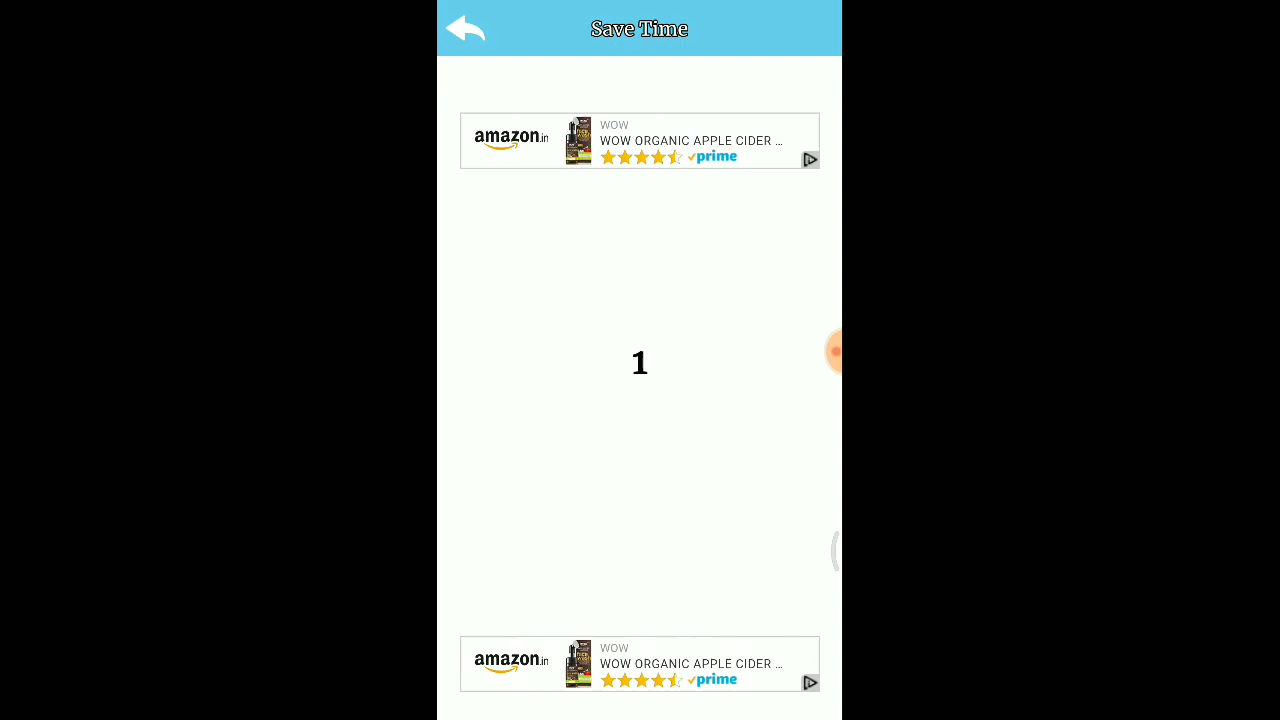 Save Time
amazon.in
WOW
WOW ORGANIC APPLE CIDER ...
prime
1
amazon.in
WOW
WOW ORGANIC APPLE CIDER ...
prime